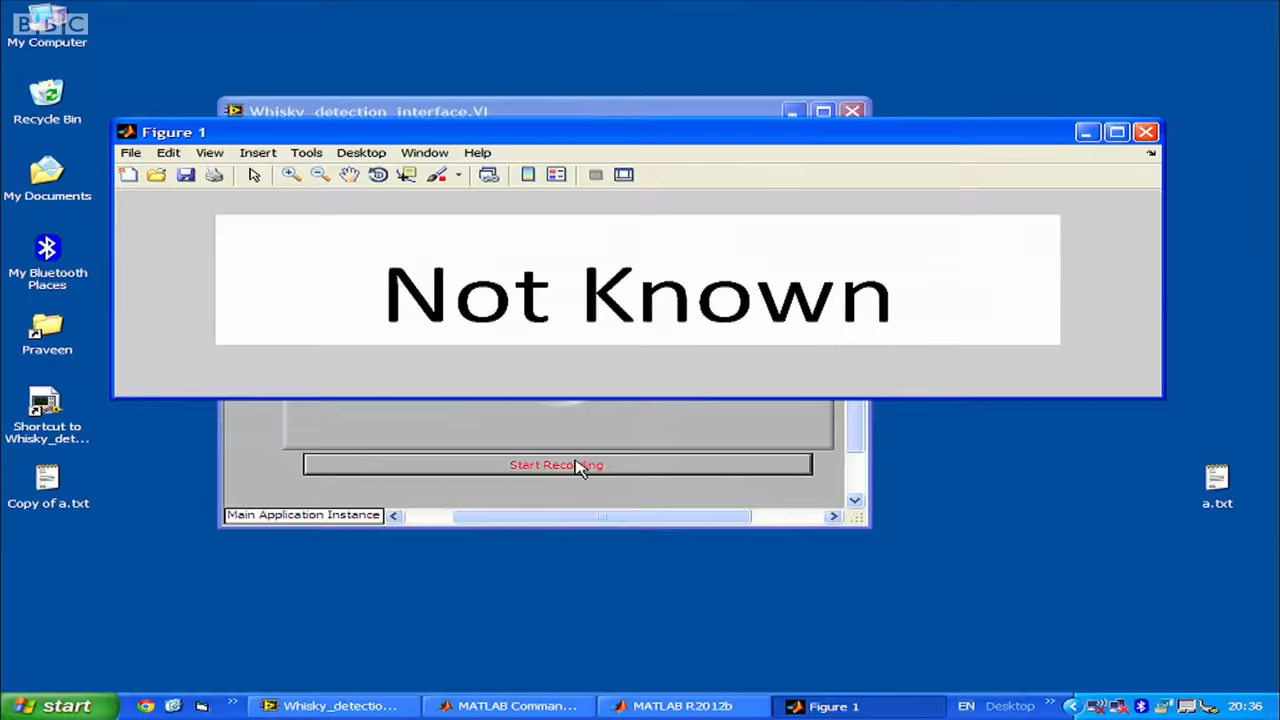 BBC
My Computer
Recycle Bin
My Documents
My Bluetooth
Places
Praveen
Shortcut to
Whisky_det...
Copy of a.txt
Whisky_detection_interface.VI
Figure 1
File Edit View Insert Tools Desktop Window Help
Not Known
Start Recording
Main Application Instance
a.txt
start
Whisky_detectio...
MATLAB Comman...
MATLAB R2012b
Figure 1
EN Desktop
20:36